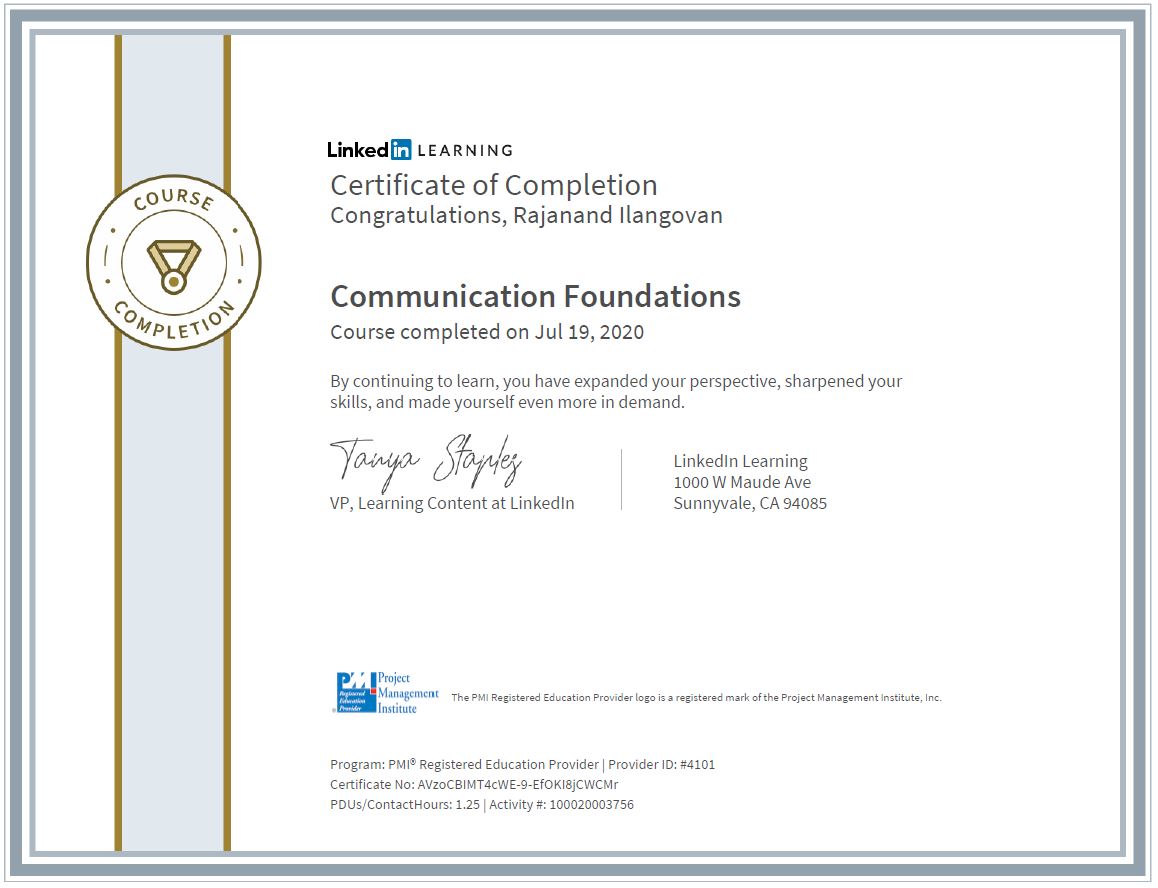 LinkedIn LEARNING
Certificate of Completion
Congratulations, Rajanand Ilangovan
COURSE
COMPLETION
Communication Foundations
Course completed on Jul 19, 2020
By continuing to learn, you have expanded your perspective, sharpened your
skills, and made yourself even more in demand.
Tanya Staples
VP, Learning Content at LinkedIn
LinkedIn Learning
1000 W Maude Ave
Sunnyvale, CA 94085
PMI
Registered
Education
Provider
®
Project
Management
Institute
The PMI Registered Education Provider logo is a registered mark of the Project Management Institute, Inc.
Program: PMI® Registered Education Provider | Provider ID: #4101
Certificate No: AVzoCBIMT4cWE-9-EfOKI8jCWCMr
PDUs/ContactHours: 1.25 | Activity #: 100020003756